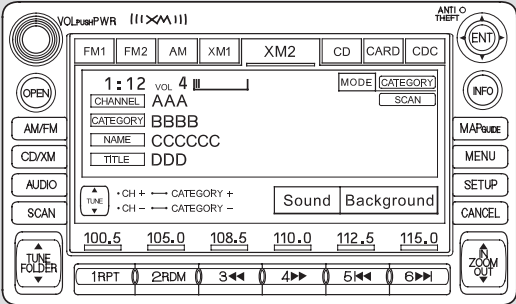 VOL PUSH PWR XM ANTI THEFT
ENT
FM1 FM2 AM XM1 XM2 CD CARD CDC
1:12 VOL 4 MODE CATEGORY
SCAN
CHANNEL AAA
CATEGORY BBBB
NAME CCCCCC
TITLE DDD
TUNE •CH + CATEGORY +
•CH − CATEGORY −
Sound Background
OPEN
AM/FM
CD/XM
AUDIO
SCAN
TUNE
FOLDER
INFO
MAP GUIDE
MENU
SETUP
CANCEL
IN
ZOOM
OUT
100.5 105.0 108.5 110.0 112.5 115.0
1RPT 2RDM 3◀◀ 4▶▶ 5|◀◀ 6▶▶|